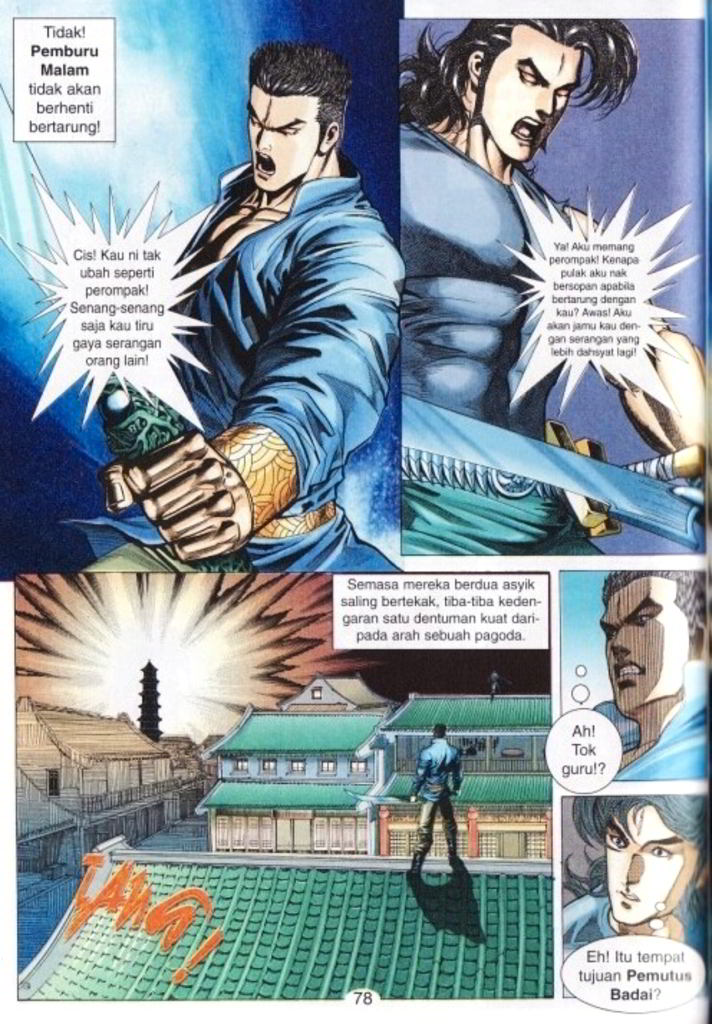 Tidak!
Pemburu
Malam
tidak akan
berhenti
bertarung!
Cis! Kau ni tak
ubah seperti
perompak!
Senang-senang
saja kau tiru
gaya serangan
orang lain!
Ya! Aku memang
perompak! Kenapa
pulak aku nak
bersopan apabila
bertarung dengan
kau? Awas! Aku
akan jamu kau den-
gan serangan yang
lebih dahsyat lagi!
Semasa mereka berdua asyik
saling bertekak, tiba-tiba keden-
garan satu dentuman kuat dari-
pada arah sebuah pagoda.
TANG!
Ah!
Tok
guru!?
Eh! Itu tempat
tujuan Pemutus
Badai?
78